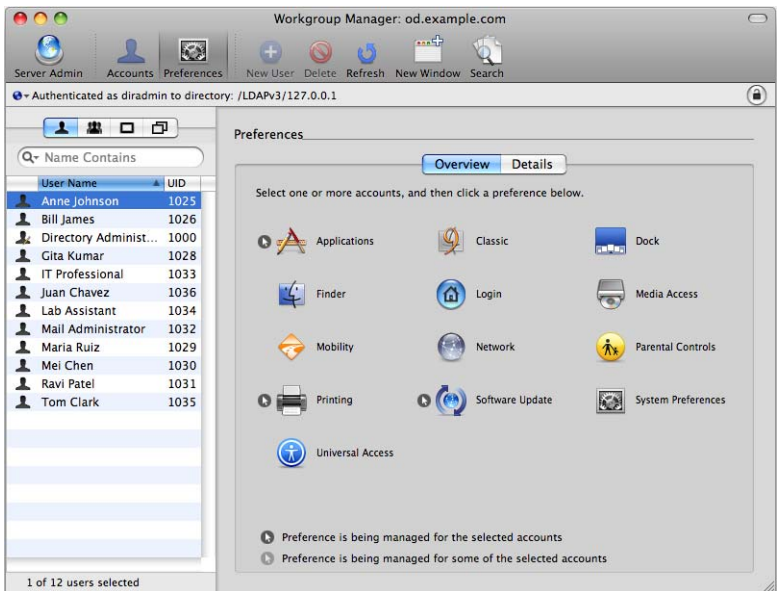 Workgroup Manager: od.example.com
Server Admin Accounts Preferences New User Delete Refresh New Window Search
Authenticated as diradmin to directory: /LDAPv3/127.0.0.1
Name Contains
User Name UID
Anne Johnson 1025
Bill James 1026
Directory Administ... 1000
Gita Kumar 1028
IT Professional 1033
Juan Chavez 1036
Lab Assistant 1034
Mail Administrator 1032
Maria Ruiz 1029
Mei Chen 1030
Ravi Patel 1031
Tom Clark 1035
1 of 12 users selected
Preferences
Overview Details
Select one or more accounts, and then click a preference below.
Applications Classic Dock
Finder Login Media Access
Mobility Network Parental Controls
Printing Software Update System Preferences
Universal Access
Preference is being managed for the selected accounts
Preference is being managed for some of the selected accounts